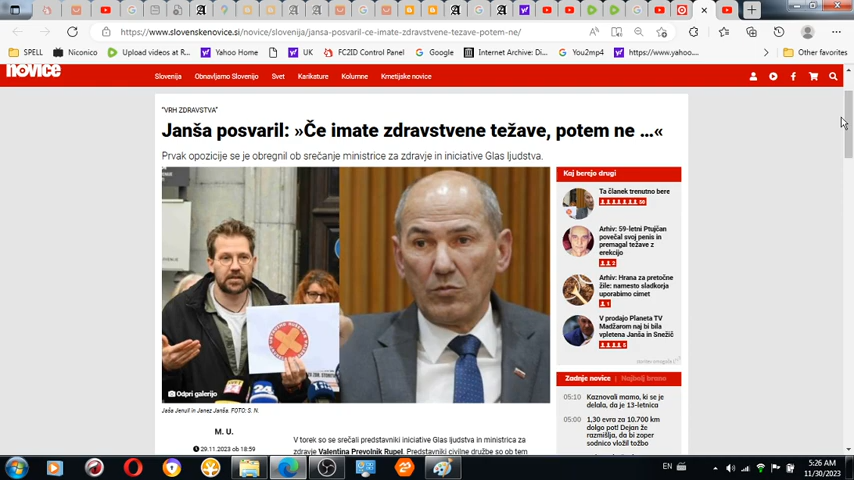 https://www.slovenskenovice.si/novice/slovenija/jansa-posvaril-ce-imate-zdravstvene-tezave-potem-ne/
SPELL
Niconico
Upload videos at R...
Yahoo Home
UK
FC2ID Control Panel
Google
Internet Archive: Di...
You2mp4
https://www.yahoo....
Other favorites
novice
Slovenija
Obnavljamo Slovenijo
Svet
Karikature
Kolumne
Kmetijske novice
"VRH ZDRAVSTVA"
Janša posvaril: »Če imate zdravstvene težave, potem ne …«
Prvak opozicije se je obregnil ob srečanje ministrice za zdravje in iniciative Glas ljudstva.
Odpri galerijo
24
Jaša Jenull in Janez Janša. FOTO: S. N.
M. U.
29.11.2023 ob 18:59
V torek so se srečali predstavniki iniciative Glas ljudstva in ministrica za
zdravje Valentina Prevolnik Rupel. Predstavniki civilne družbe so ob tem
Kaj berejo drugi
Ta članek trenutno bere
56
Arhiv: 59-letni Ptujčan
povečal svoj penis in
premagal težave z
erekcijo
2
Arhiv: Hrana za pretočne
žile: namesto sladkorja
uporabimo cimet
1
V prodajo Planeta TV
Madžarom naj bi bila
vpletena Janša in Snežič
Zadnje novice
Najbolj brano
05:10
Kaznovali mamo, ki se je
delala, da je 13-letnica
05:00
1,30 evra za 10.700 km
dolgo pot! Dejan že
razmišlja, da bi zoper
sodnico vložil tožbo
EN
5:26 AM
11/30/2023